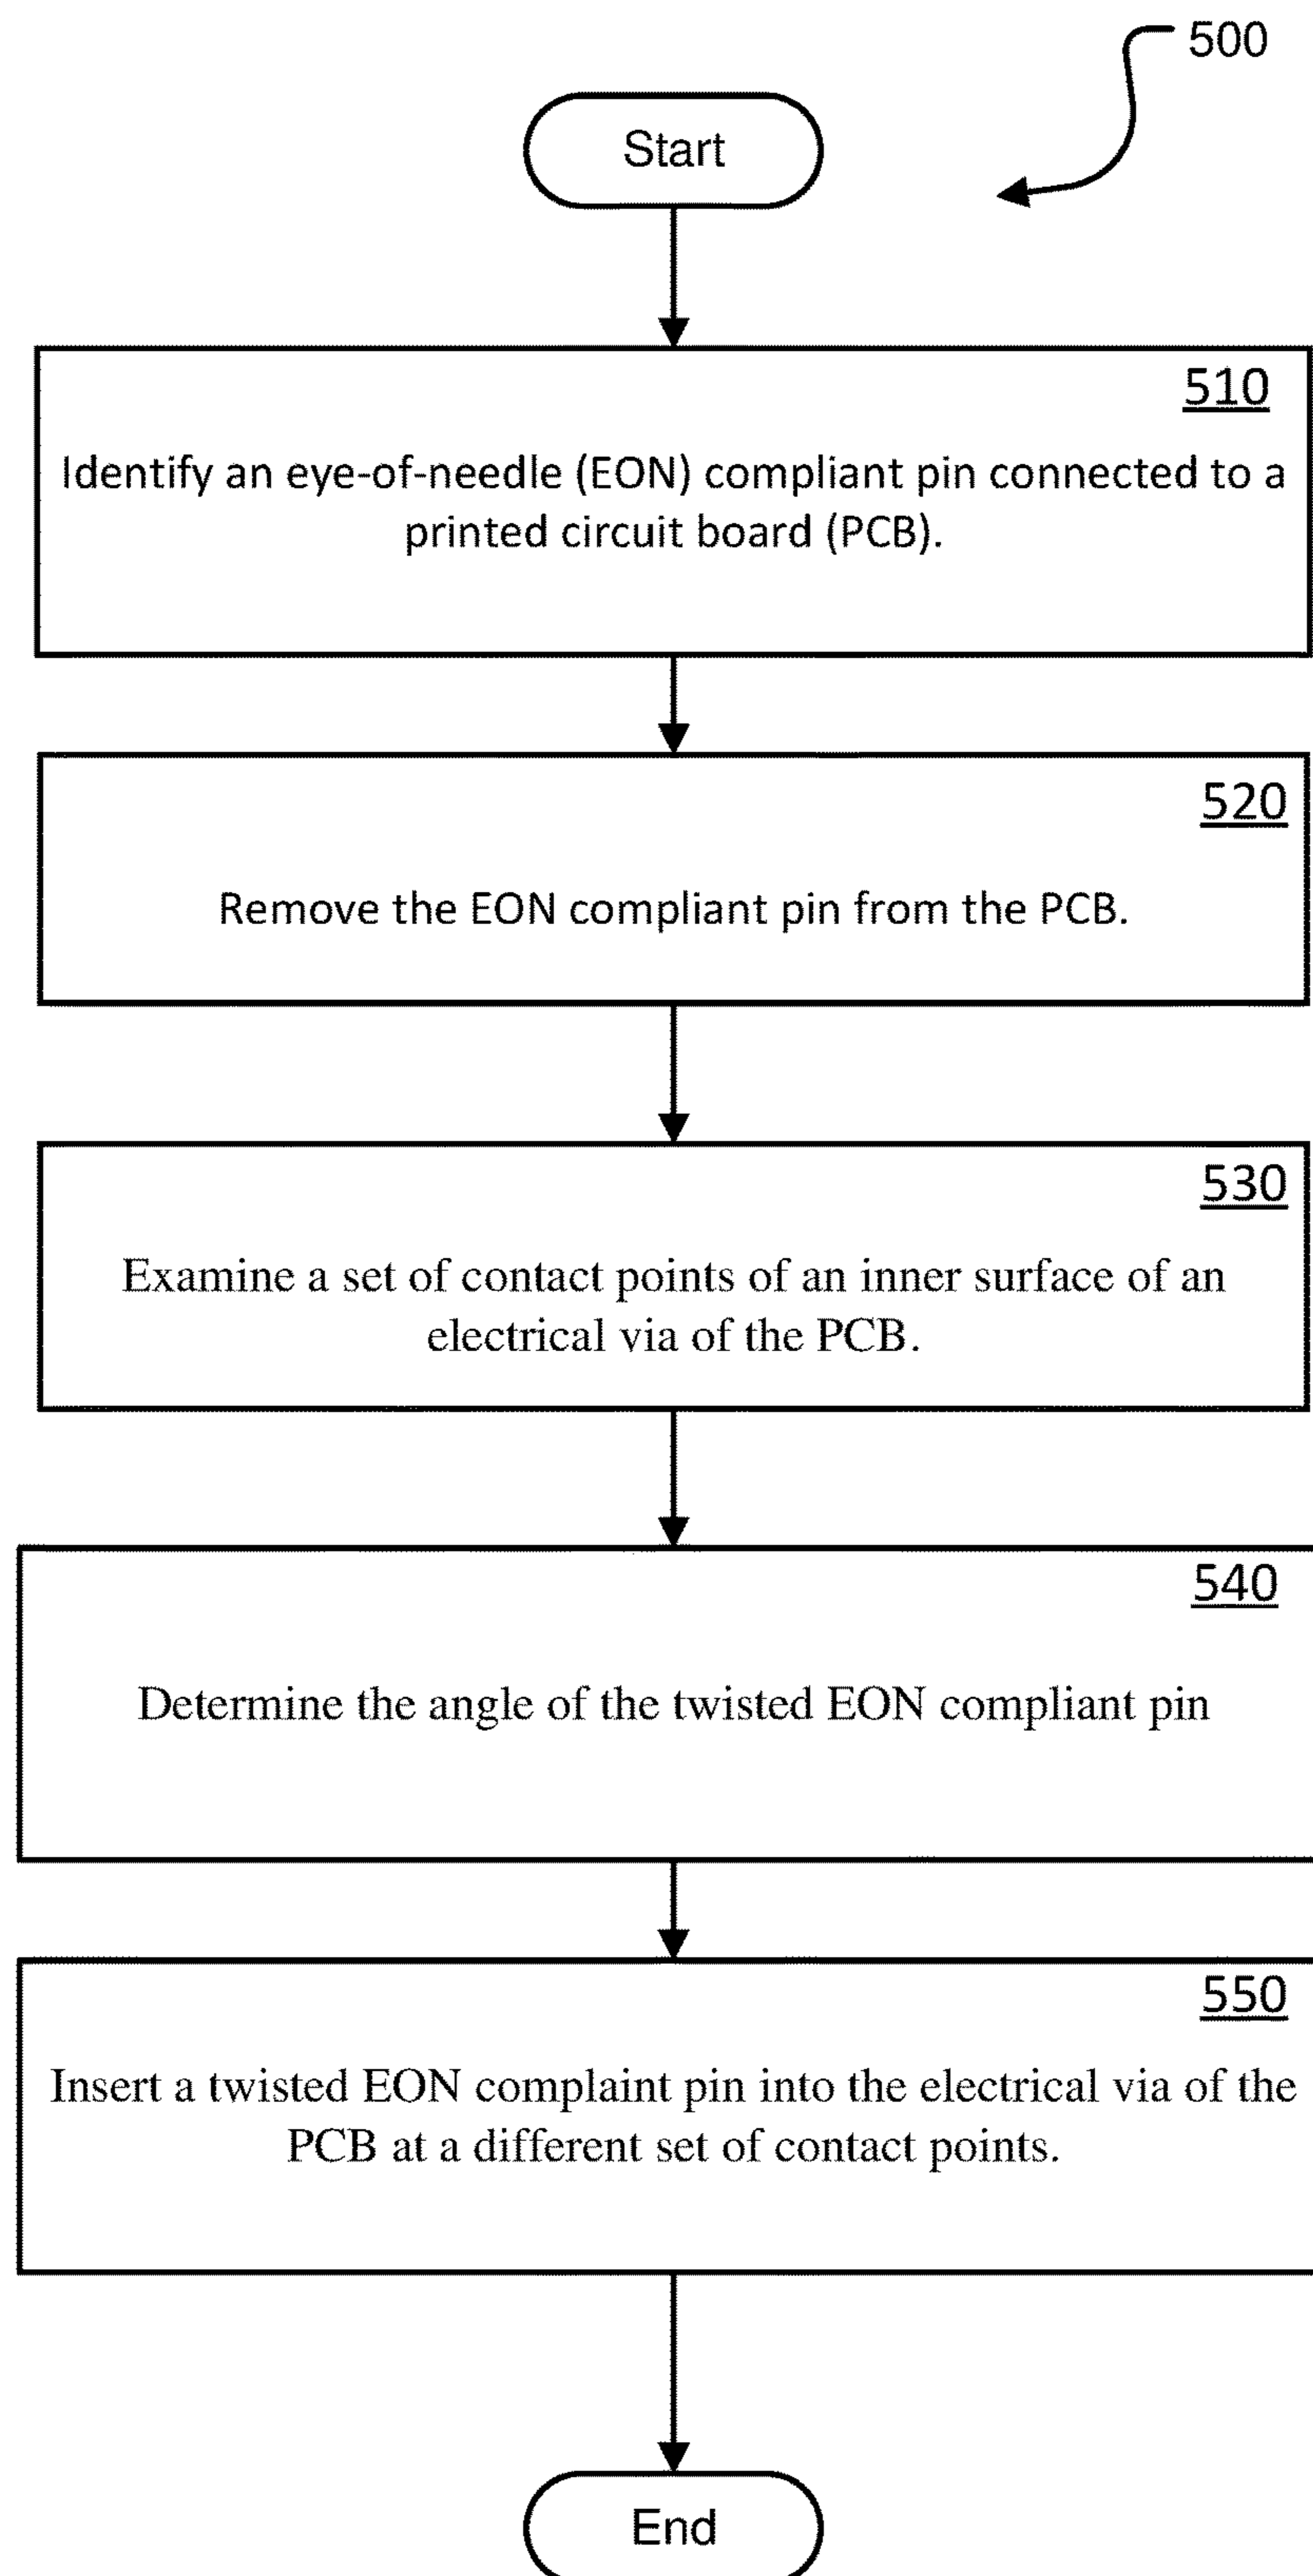 500
Start
510
Identify an eye-of-needle (EON) compliant pin connected to a
printed circuit board (PCB).
520
Remove the EON compliant pin from the PCB.
530
Examine a set of contact points of an inner surface of an
electrical via of the PCB.
540
Determine the angle of the twisted EON compliant pin
550
Insert a twisted EON complaint pin into the electrical via of the
PCB at a different set of contact points.
End